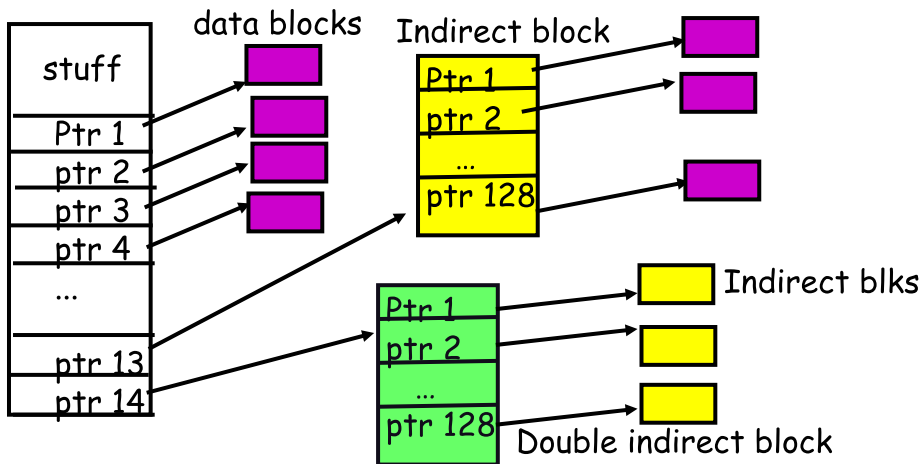 stuff
Ptr 1
ptr 2
ptr 3
ptr 4
...
ptr 13
ptr 14
data blocks
Indirect block
Ptr 1
ptr 2
...
ptr 128
Ptr 1
ptr 2
...
ptr 128
Indirect blks
Double indirect block